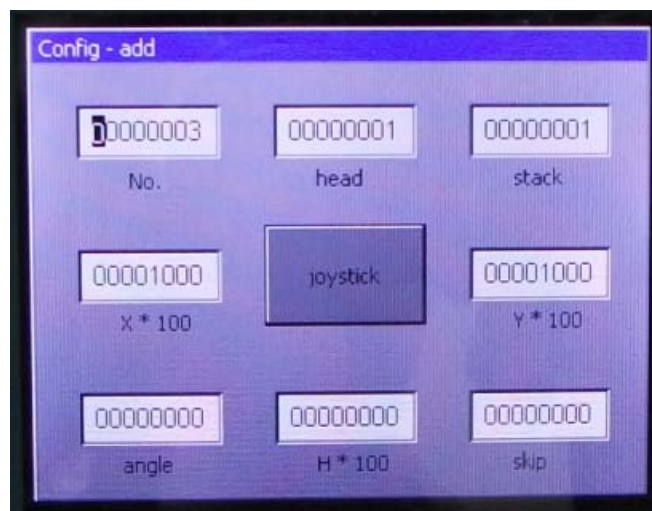 Config - add
00000003 00000001 00000001
No. head stack
00001000 joystick 00001000
X * 100 Y * 100
00000000 00000000 00000000
angle H * 100 skip